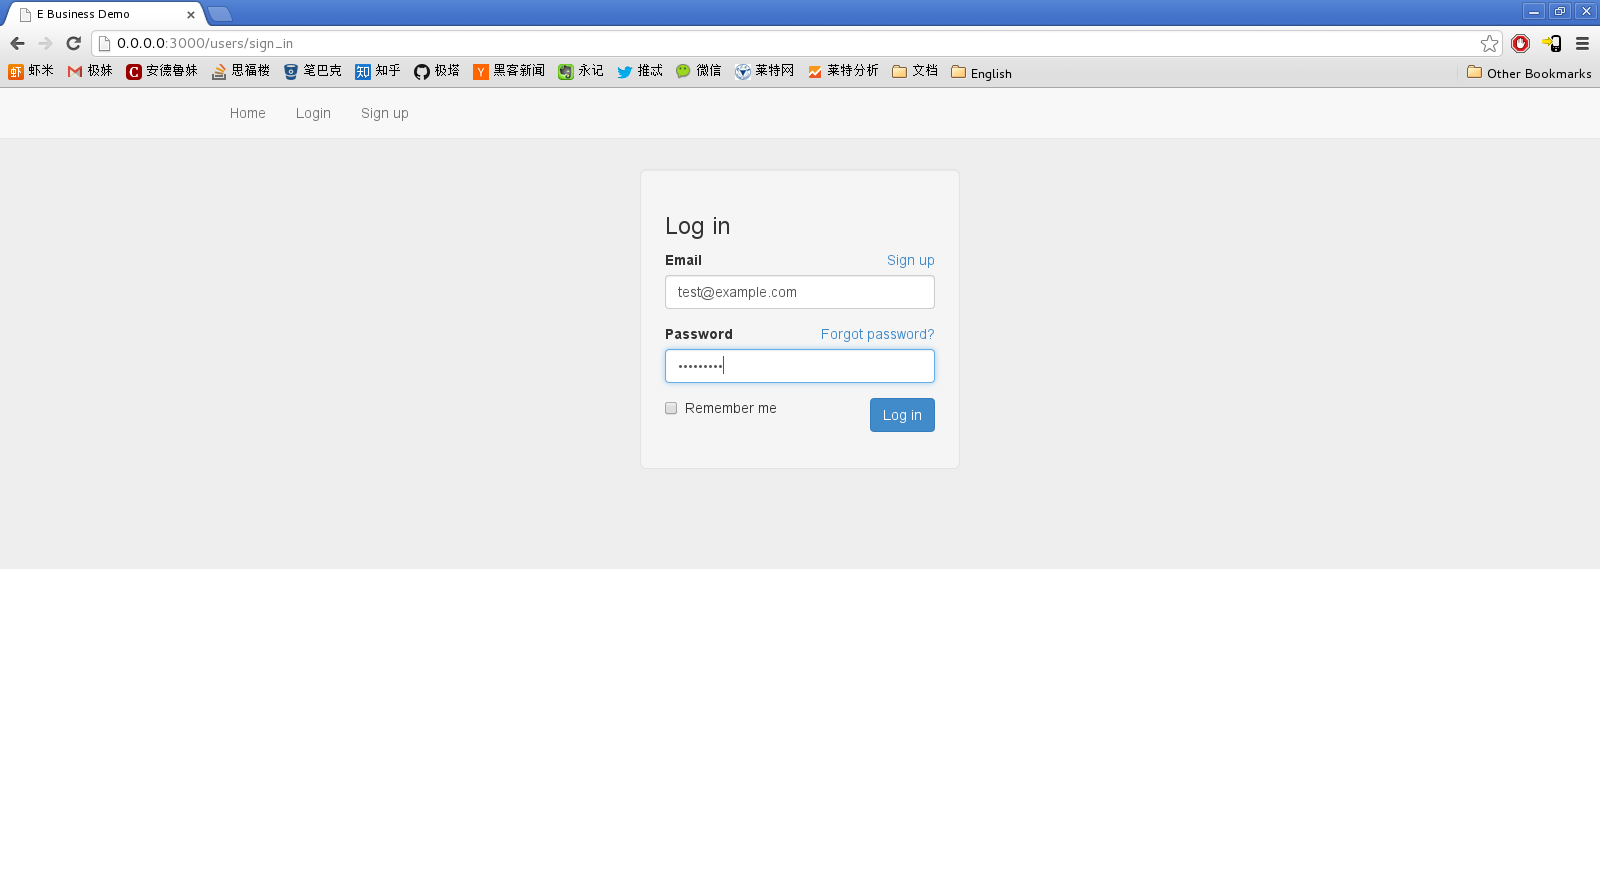 E Business Demo
0.0.0.0:3000/users/sign_in
虾米 极妹 安德鲁妹 思福楼 笔巴克 知乎 极塔 黑客新闻 永记 推忒 微信 莱特网 莱特分析 文档 English Other Bookmarks
Home Login Sign up
Log in
Email Sign up
test@example.com
Password Forgot password?
•••••••••
Remember me Log in